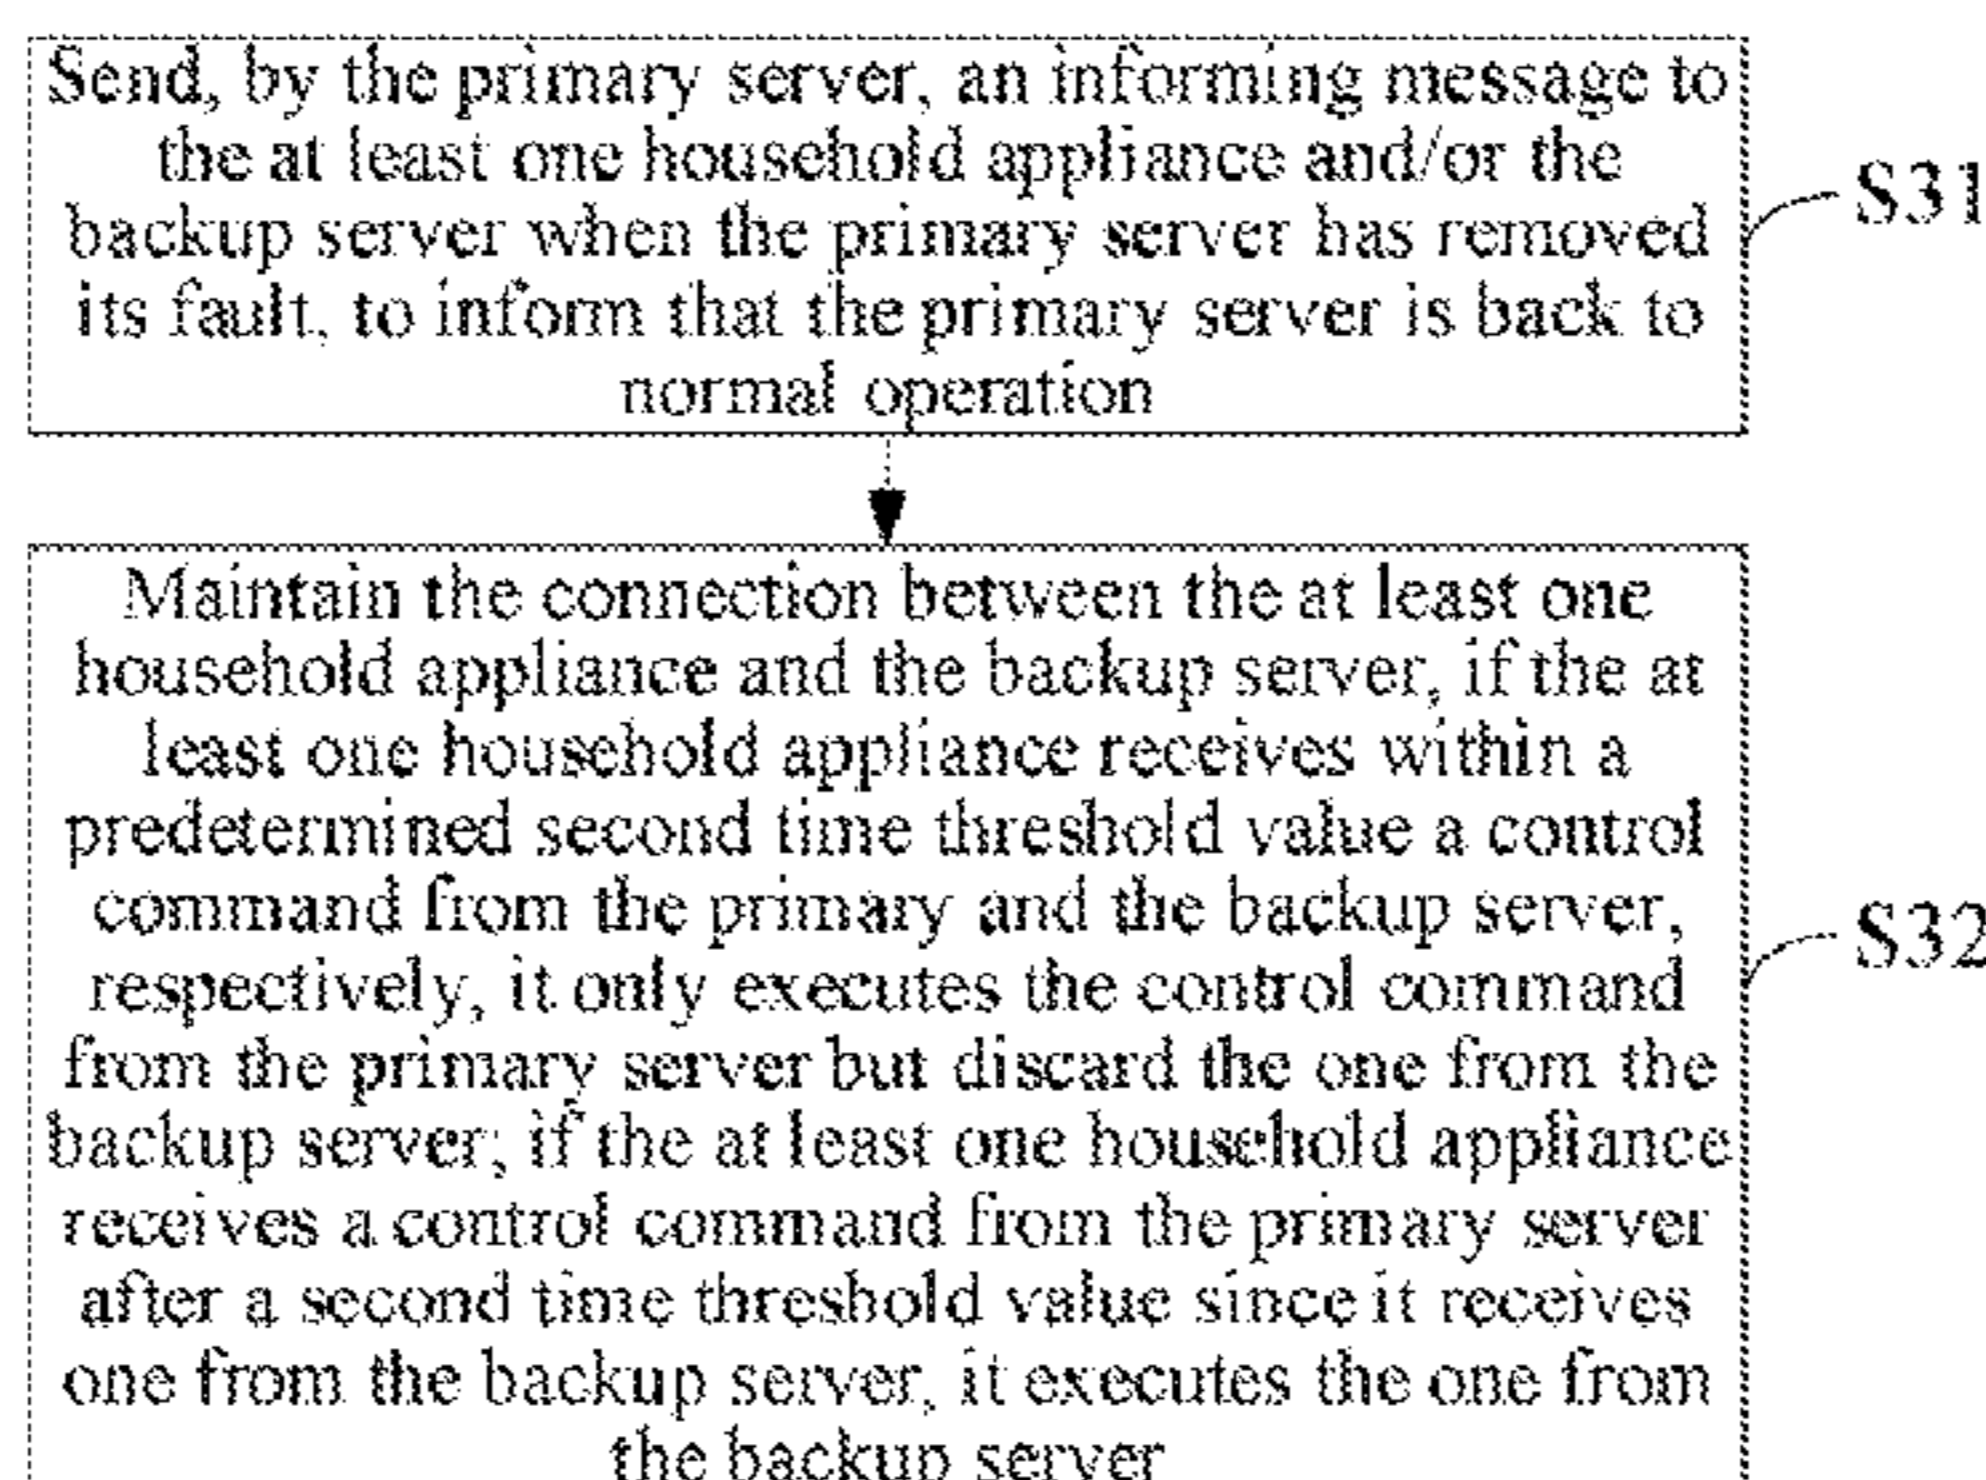 Send, by the primary server, an informing message to
the at least one household appliance and/or the
backup server when the primary server has removed
its fault, to inform that the primary server is back to
normal operation
S31
Maintain the connection between the at least one
household appliance and the backup server, if the at
least one household appliance receives within a
predetermined second time threshold value a control
command from the primary and the backup server,
respectively, it only executes the control command
from the primary server but discard the one from the
backup server; if the at least one household appliance
receives a control command from the primary server
after a second time threshold value since it receives
one from the backup server, it executes the one from
the backup server
S32